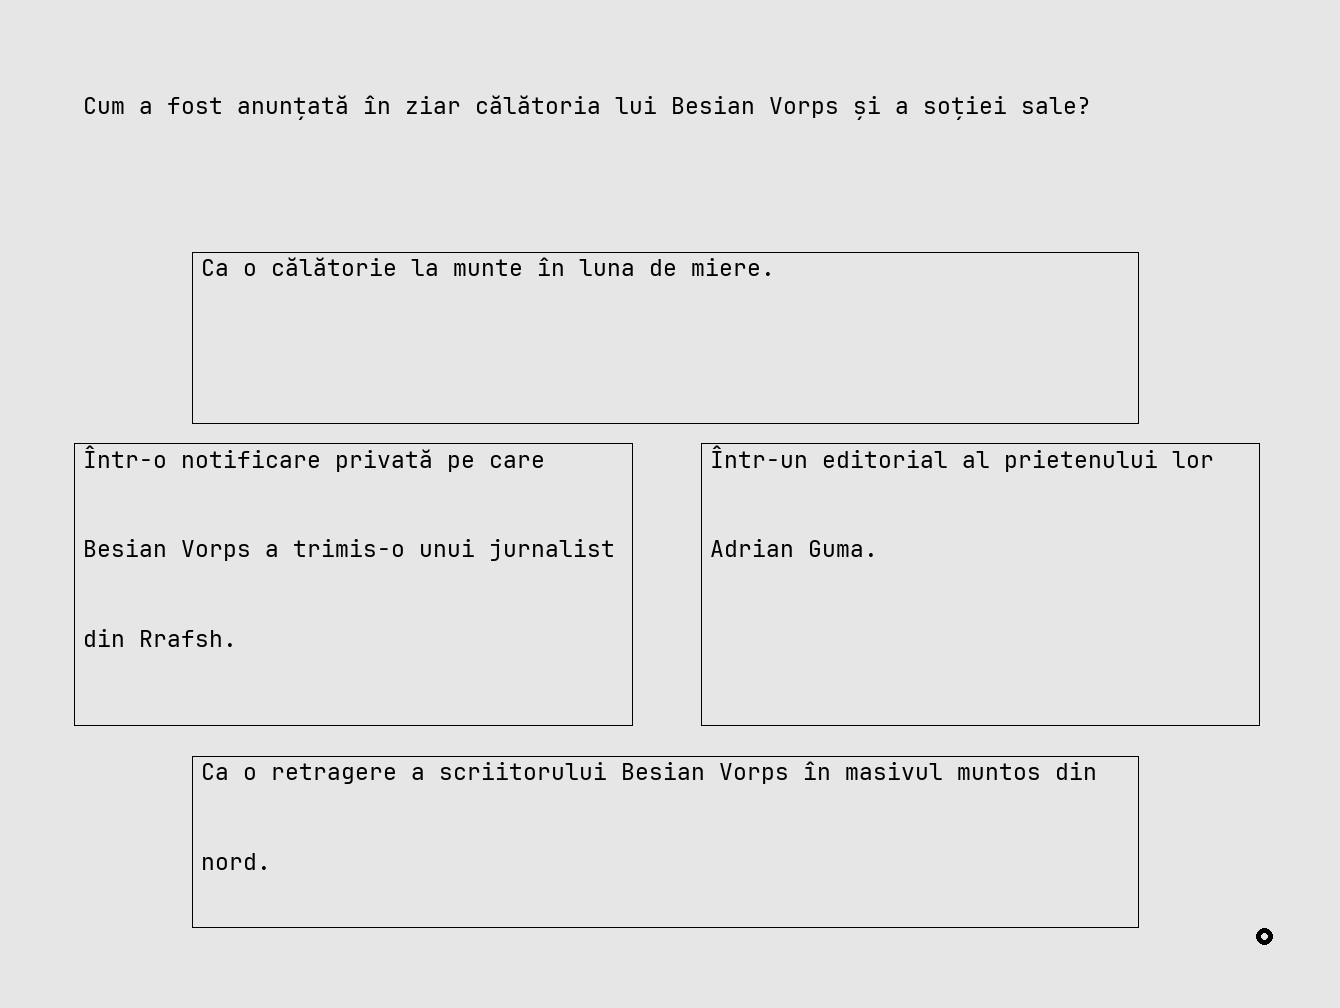 Cum a fost anunțată în ziar călătoria lui Besian Vorps și a soției sale?
Ca o călătorie la munte în luna de miere.
Într-o notificare privată pe care
Besian Vorps a trimis-o unui jurnalist
din Rrafsh.
Într-un editorial al prietenului lor
Adrian Guma.
Ca o retragere a scriitorului Besian Vorps în masivul muntos din
nord.